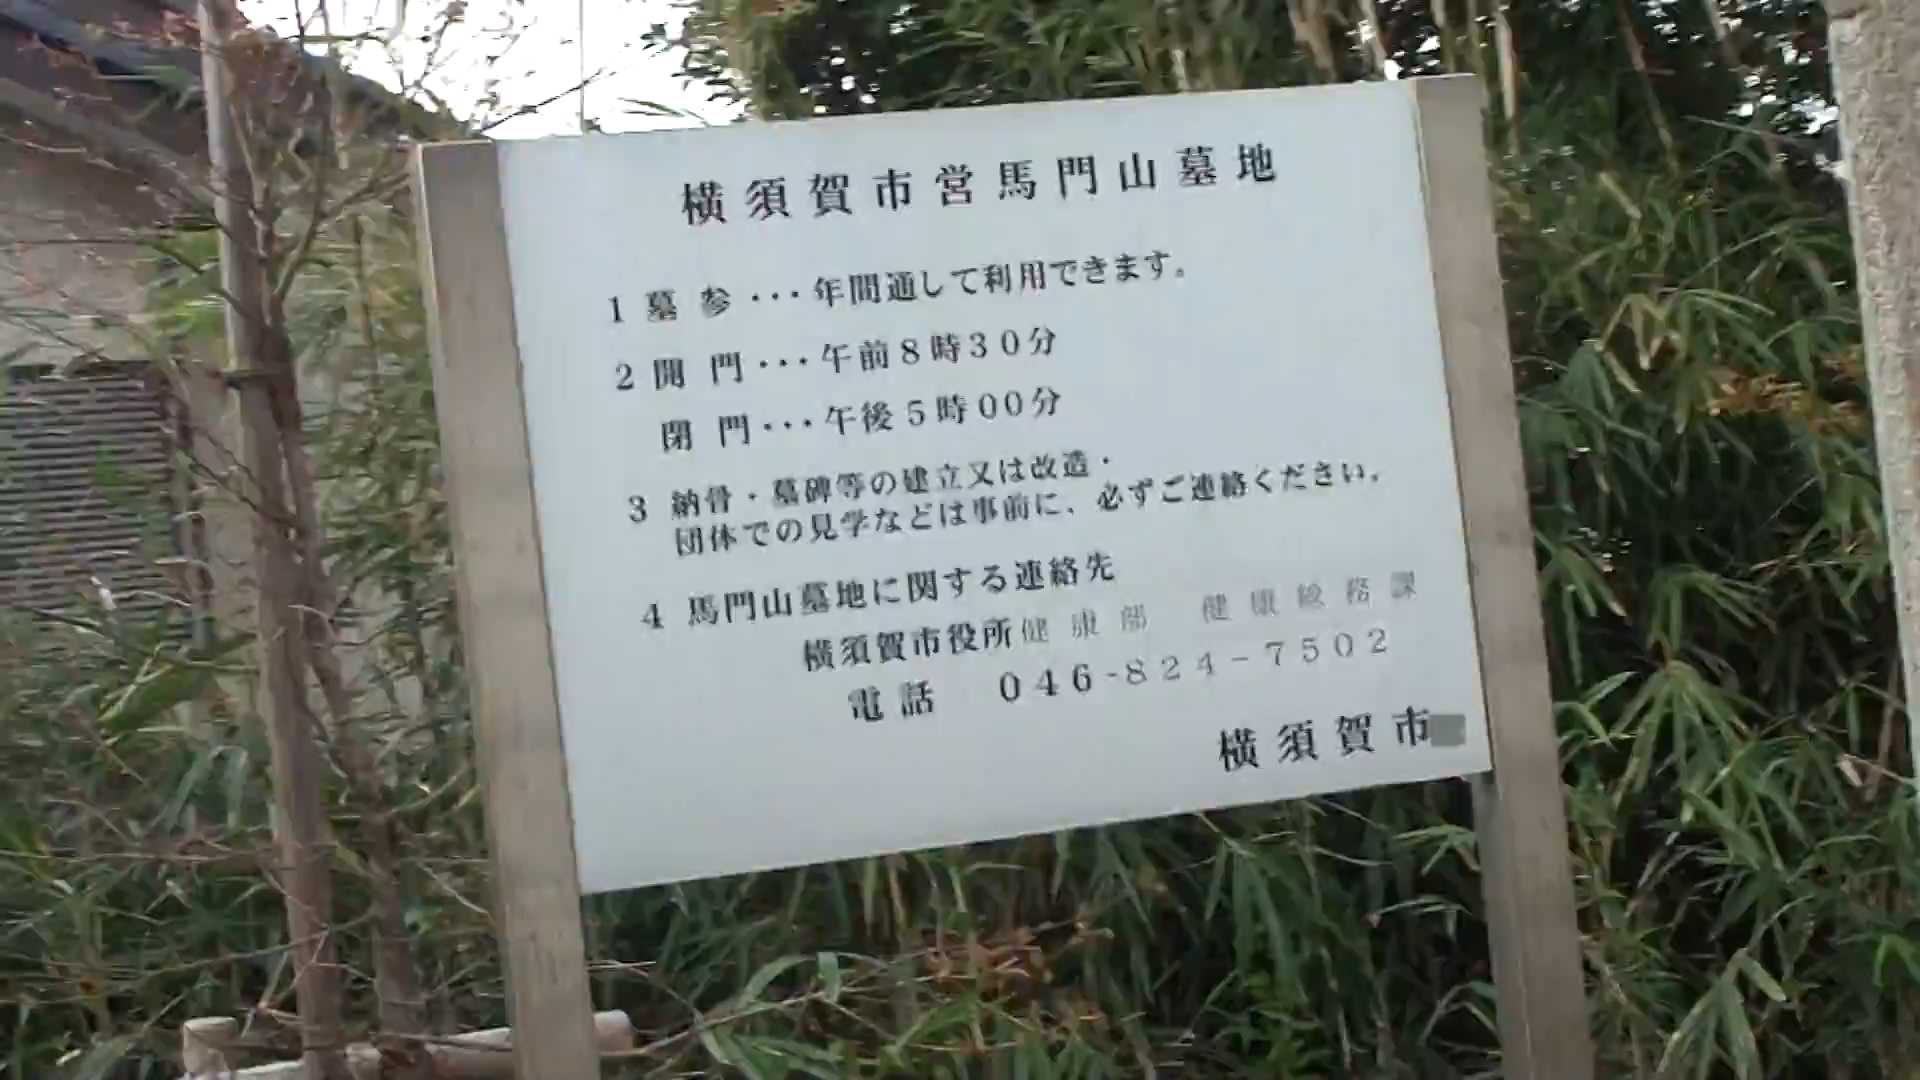 横須賀市営馬門山墓地
1 墓 参・・・年間通して利用できます。
2 開 門・・・午前8時30分
閉 門・・・午後5時00分
3 納骨・墓碑等の建立又は改造・
団体での見学などは事前に、必ずご連絡ください。
4 馬門山墓地に関する連絡先
横須賀市役所健康部 健康総務課
電話 046-824-7502
横須賀市